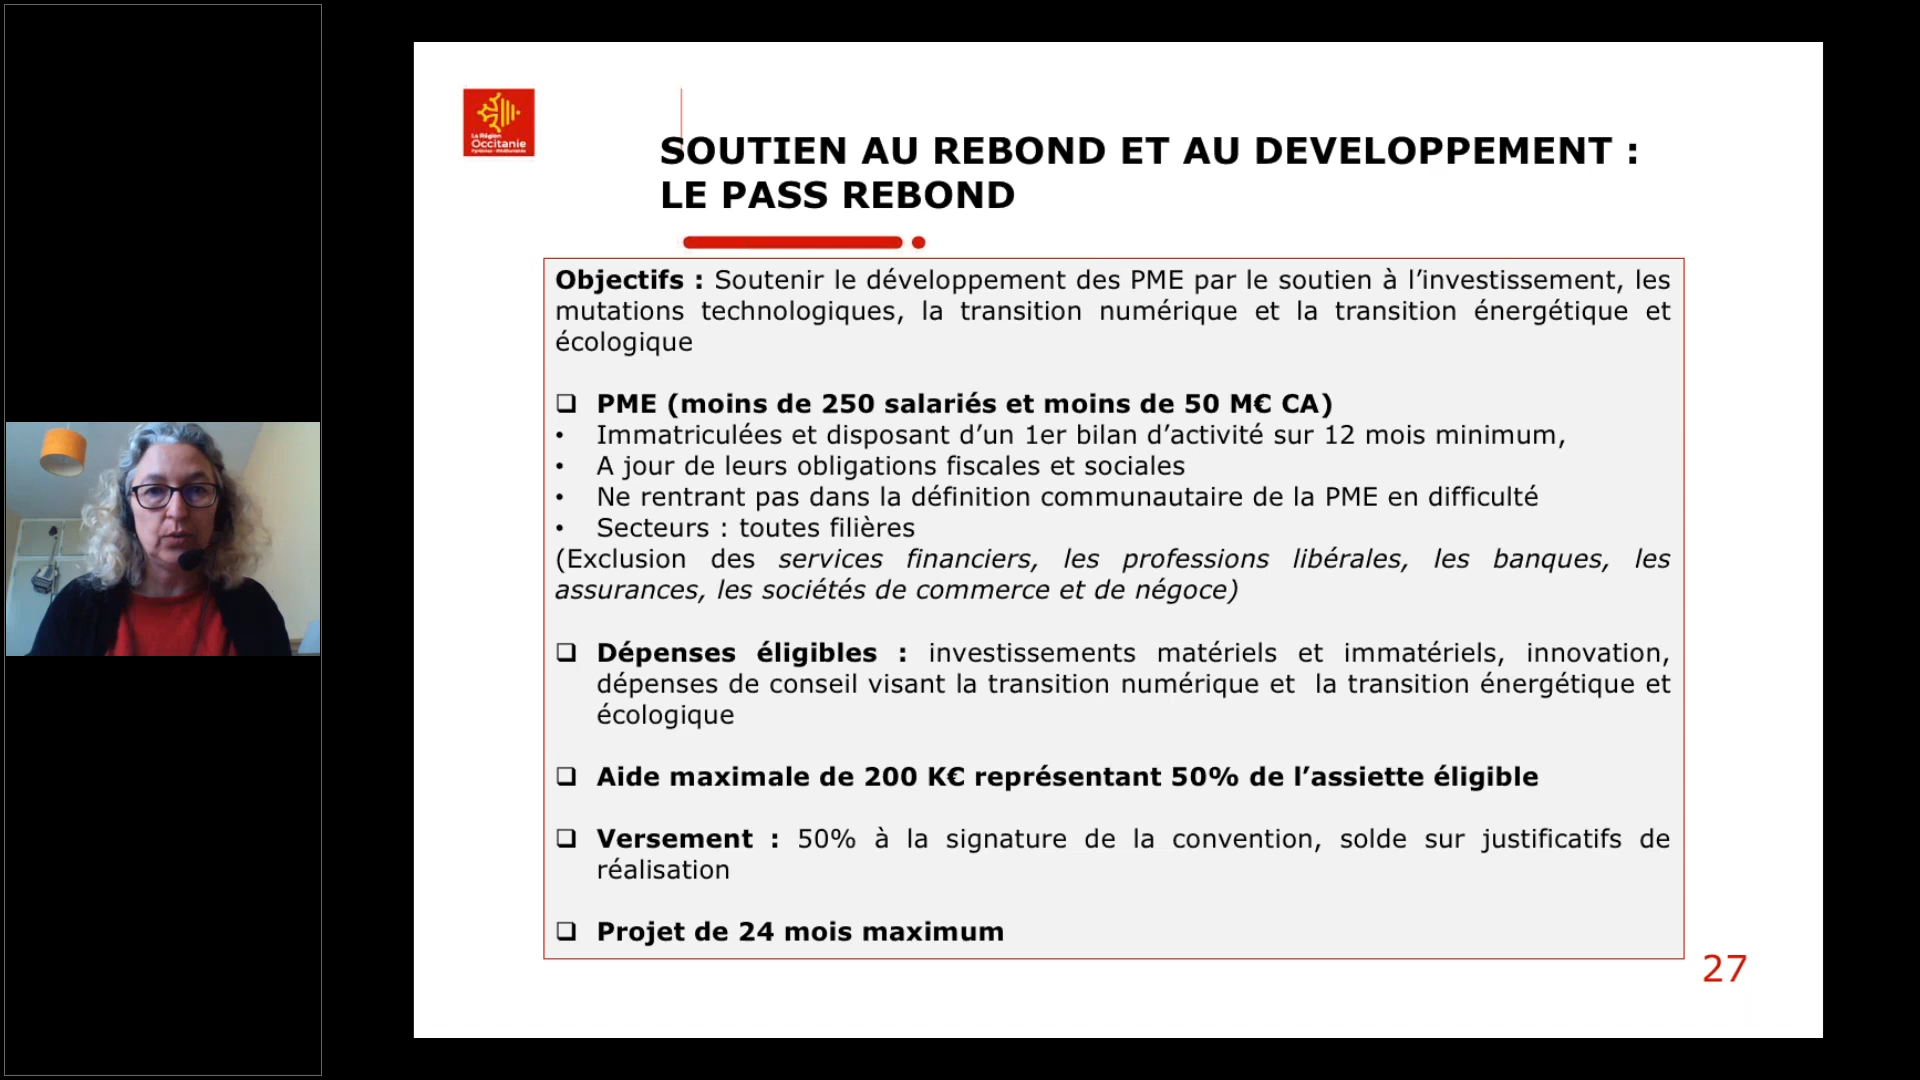 La Région
Occitanie
Pyrénées - Méditerranée
SOUTIEN AU REBOND ET AU DEVELOPPEMENT :
LE PASS REBOND
Objectifs : Soutenir le développement des PME par le soutien à l’investissement, les
mutations technologiques, la transition numérique et la transition énergétique et
écologique
❑ PME (moins de 250 salariés et moins de 50 M€ CA)
• Immatriculées et disposant d’un 1er bilan d’activité sur 12 mois minimum,
• A jour de leurs obligations fiscales et sociales
• Ne rentrant pas dans la définition communautaire de la PME en difficulté
• Secteurs : toutes filières
(Exclusion des services financiers, les professions libérales, les banques, les
assurances, les sociétés de commerce et de négoce)
❑ Dépenses éligibles : investissements matériels et immatériels, innovation,
dépenses de conseil visant la transition numérique et la transition énergétique et
écologique
❑ Aide maximale de 200 K€ représentant 50% de l’assiette éligible
❑ Versement : 50% à la signature de la convention, solde sur justificatifs de
réalisation
❑ Projet de 24 mois maximum
27